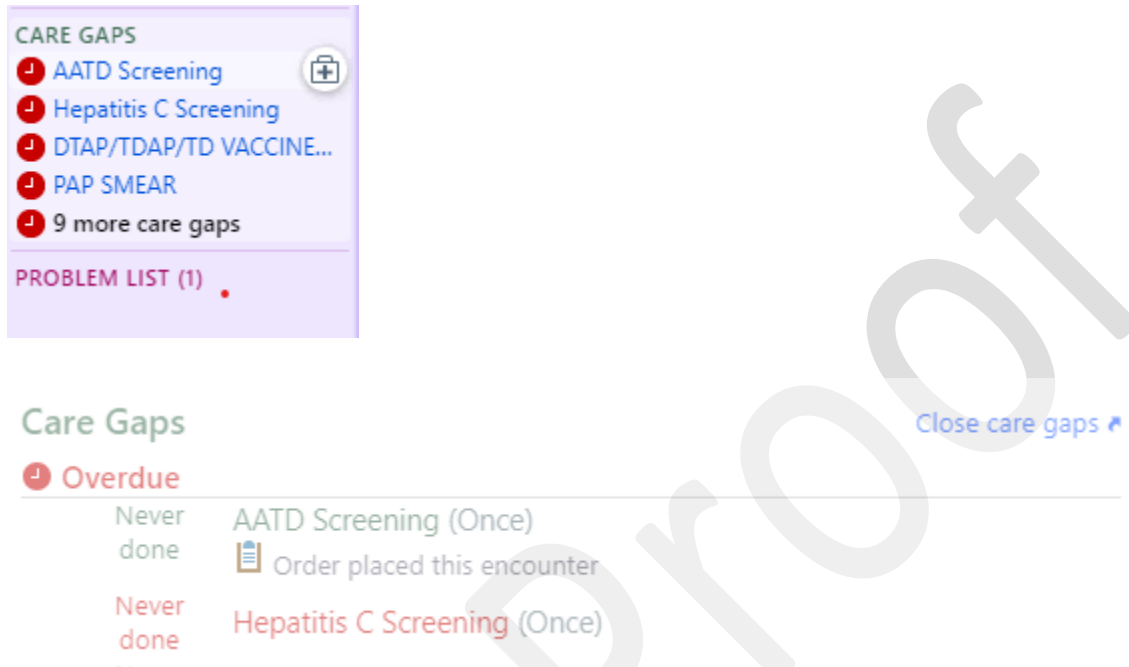 CARE GAPS
AATD Screening
Hepatitis C Screening
DTAP/TDAP/TD VACCINE...
PAP SMEAR
9 more care gaps
PROBLEM LIST (1)
Care Gaps
Close care gaps
Overdue
Never done
AATD Screening (Once)
Order placed this encounter
Never done
Hepatitis C Screening (Once)
Proof